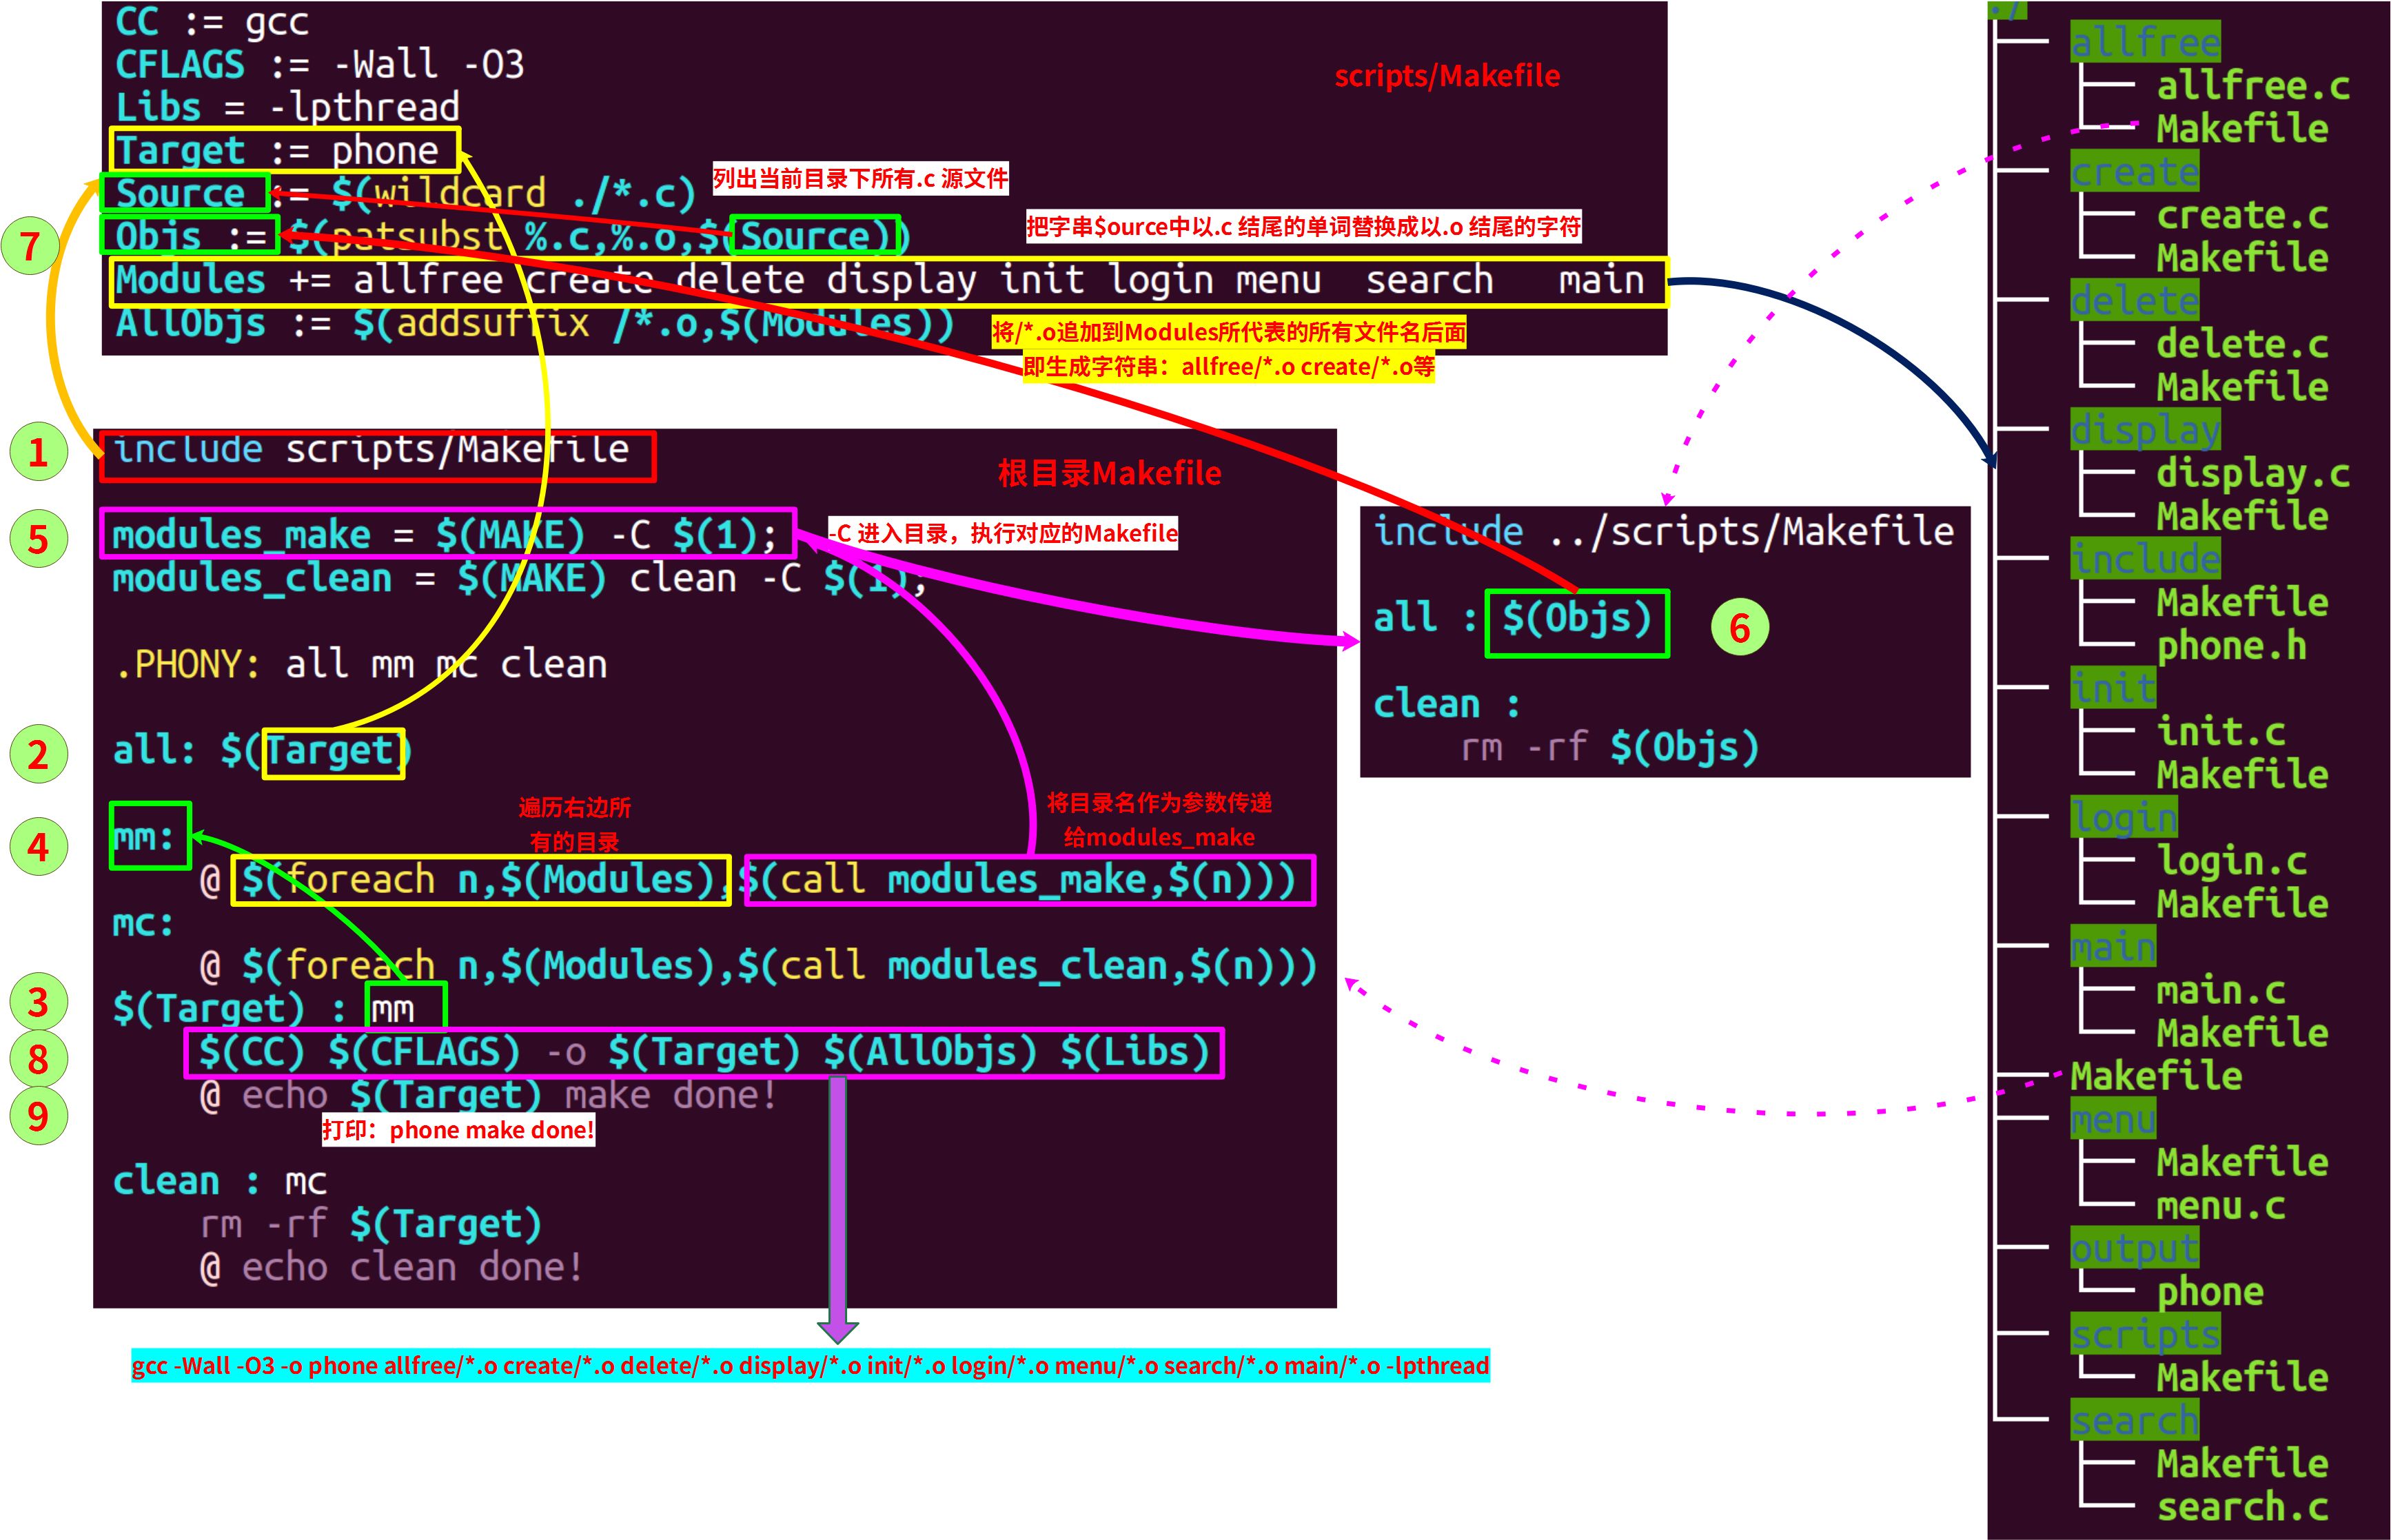 CC := gcc
CFLAGS := -Wall -O3
scripts/Makefile
Libs = -lpthread
Target := phone
Source := $(wildcard ./*.c)
列出当前目录下所有.c 源文件
Objs := $(patsubst %.c,%.o,$(Source))
把字串$ource中以.c 结尾的单词替换成以.o 结尾的字符
Modules += allfree create delete display init login menu search main
AllObjs := $(addsuffix /*.o,$(Modules))
将/*.o追加到Modules所代表的所有文件名后面
即生成字符串：allfree/*.o create/*.o等
7
1
include scripts/Makefile
根目录Makefile
5
modules_make = $(MAKE) -C $(1);
-C 进入目录，执行对应的Makefile
modules_clean = $(MAKE) clean -C $(1);
.PHONY: all mm mc clean
2
all: $(Target)
遍历右边所
有的目录
将目录名作为参数传递
给modules_make
4
mm:
@ $(foreach n,$(Modules),$(call modules_make,$(n)))
mc:
@ $(foreach n,$(Modules),$(call modules_clean,$(n)))
3
$(Target) : mm
8
$(CC) $(CFLAGS) -o $(Target) $(AllObjs) $(Libs)
9
@ echo $(Target) make done!
打印：phone make done!
clean : mc
rm -rf $(Target)
@ echo clean done!
gcc -Wall -O3 -o phone allfree/*.o create/*.o delete/*.o display/*.o init/*.o login/*.o menu/*.o search/*.o main/*.o -lpthread
include ../scripts/Makefile
all : $(Objs)
6
clean :
rm -rf $(Objs)
./
allfree
allfree.c
Makefile
create
create.c
Makefile
delete
delete.c
Makefile
display
display.c
Makefile
include
Makefile
phone.h
init
init.c
Makefile
login
login.c
Makefile
main
main.c
Makefile
Makefile
menu
Makefile
menu.c
output
phone
scripts
Makefile
search
Makefile
search.c